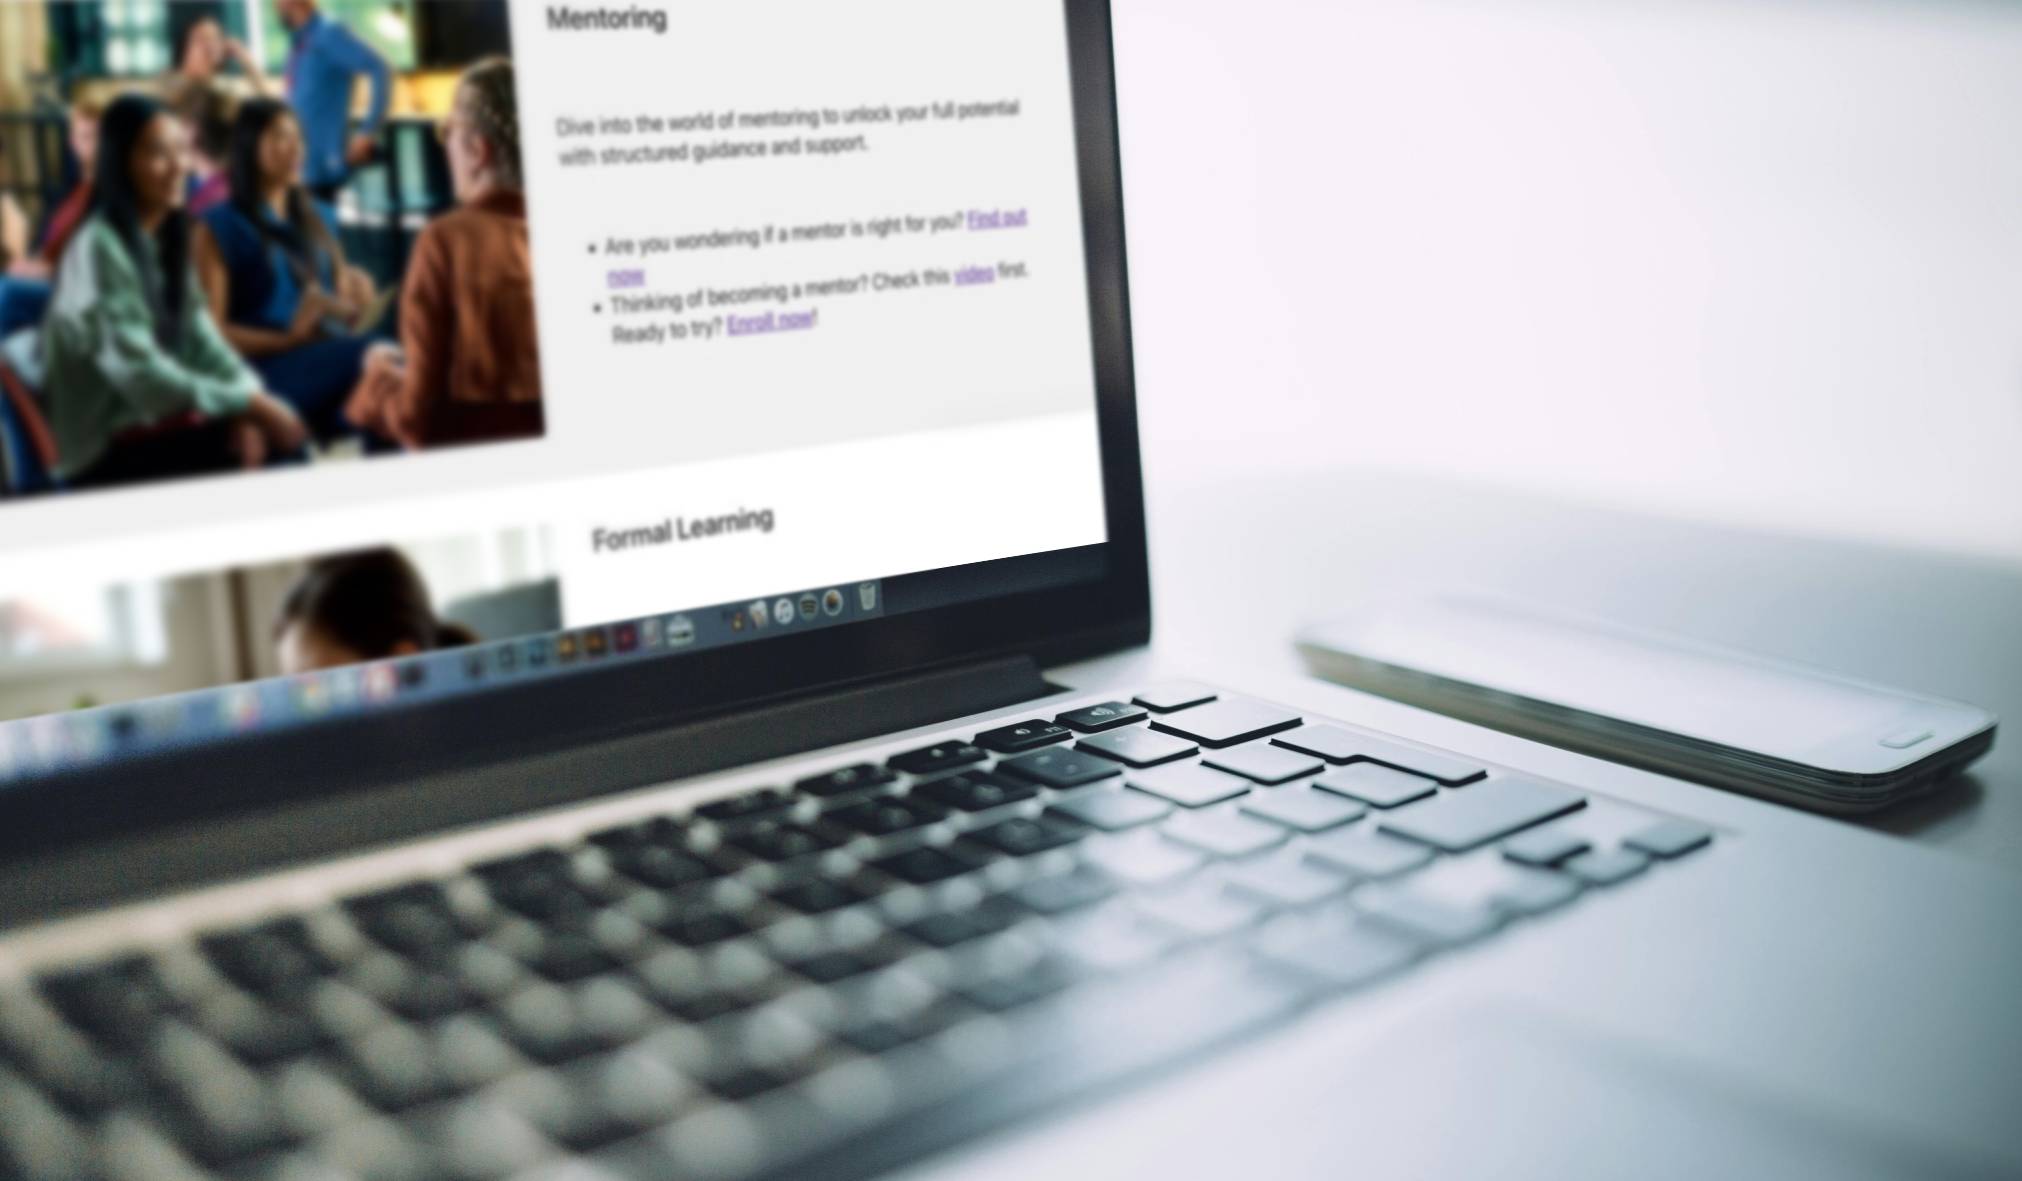 Mentoring
Dive into the world of mentoring to unlock your full potential
with structured guidance and support.
• Are you wondering if a mentor is right for you? Find out
now
• Thinking of becoming a mentor? Check this video first.
Ready to try? Enroll now!
Formal Learning